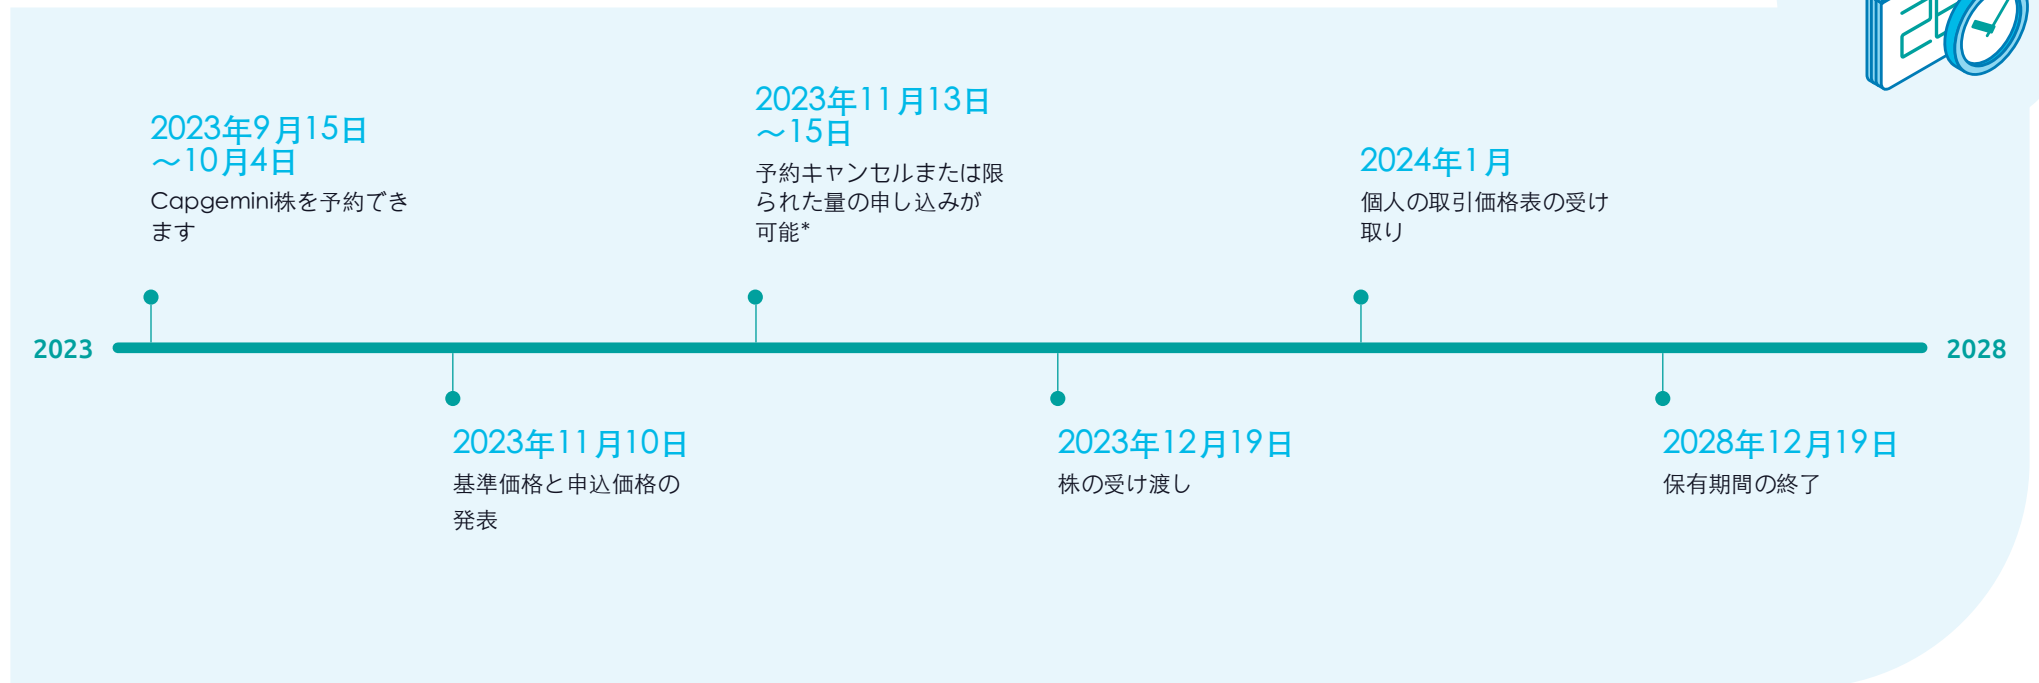 2023年9月15日
～10月4日
Capgemini株を予約でき
ます
2023年11月13日
～15日
予約キャンセルまたは限
られた量の申し込みが
可能*
2024年1月
個人の取引価格表の受け
取り
2023
2028
2023年11月10日
基準価格と申込価格の
発表
2023年12月19日
株の受け渡し
2028年12月19日
保有期間の終了